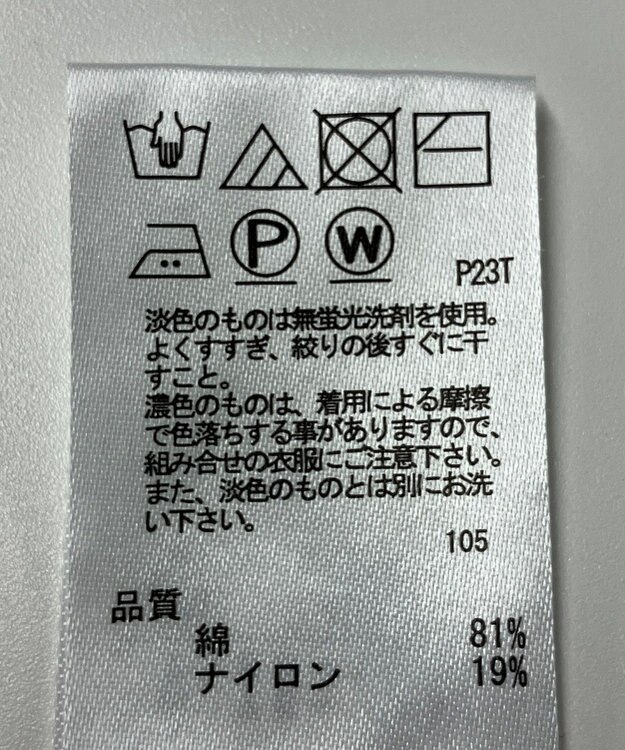 P W P23T
淡色のものは無蛍光洗剤を使用。
よくすすぎ、絞りの後すぐに干
すこと。
濃色のものは、着用による摩擦
で色落ちする事がありますので、
組み合せの衣服にご注意下さい。
また、淡色のものとは別にお洗
い下さい。
105
品質
綿 81%
ナイロン 19%